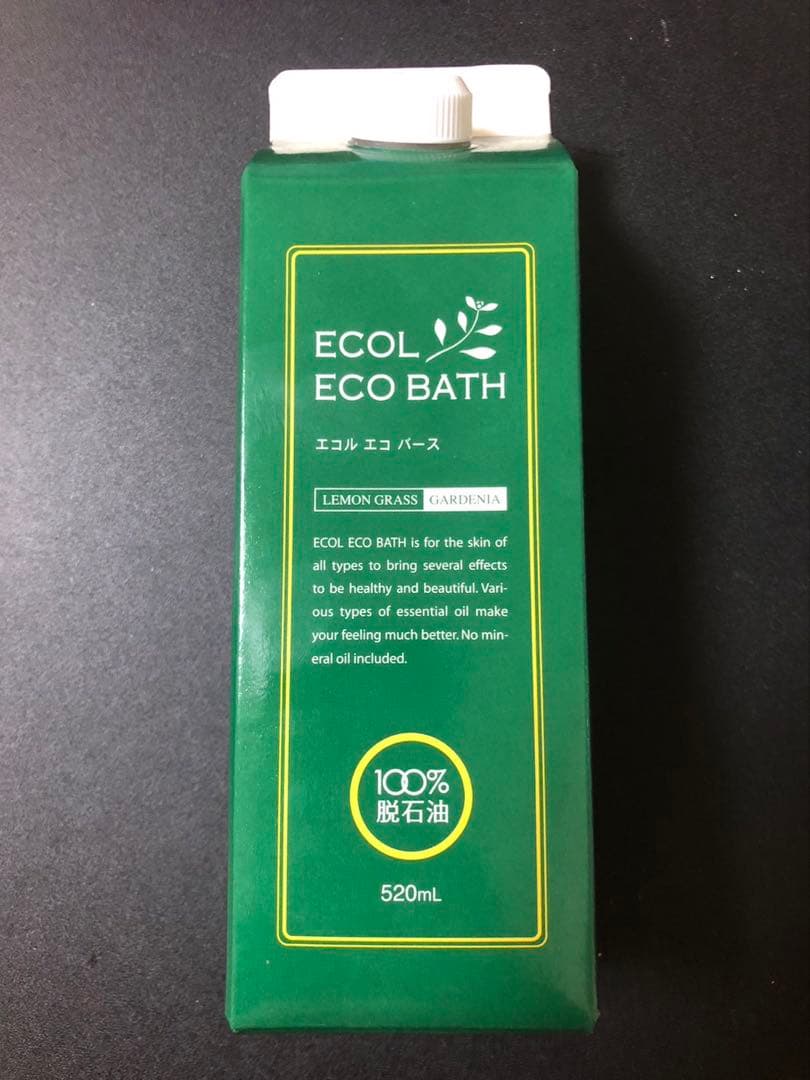 ECOL
ECO BATH
エコル エコ バース
LEMON GRASS GARDENIA
ECOL ECO BATH is for the skin of
all types to bring several effects
to be healthy and beautiful. Vari-
ous types of essential oil make
your feeling much better. No min-
eral oil included.
100%
脱石油
520mL